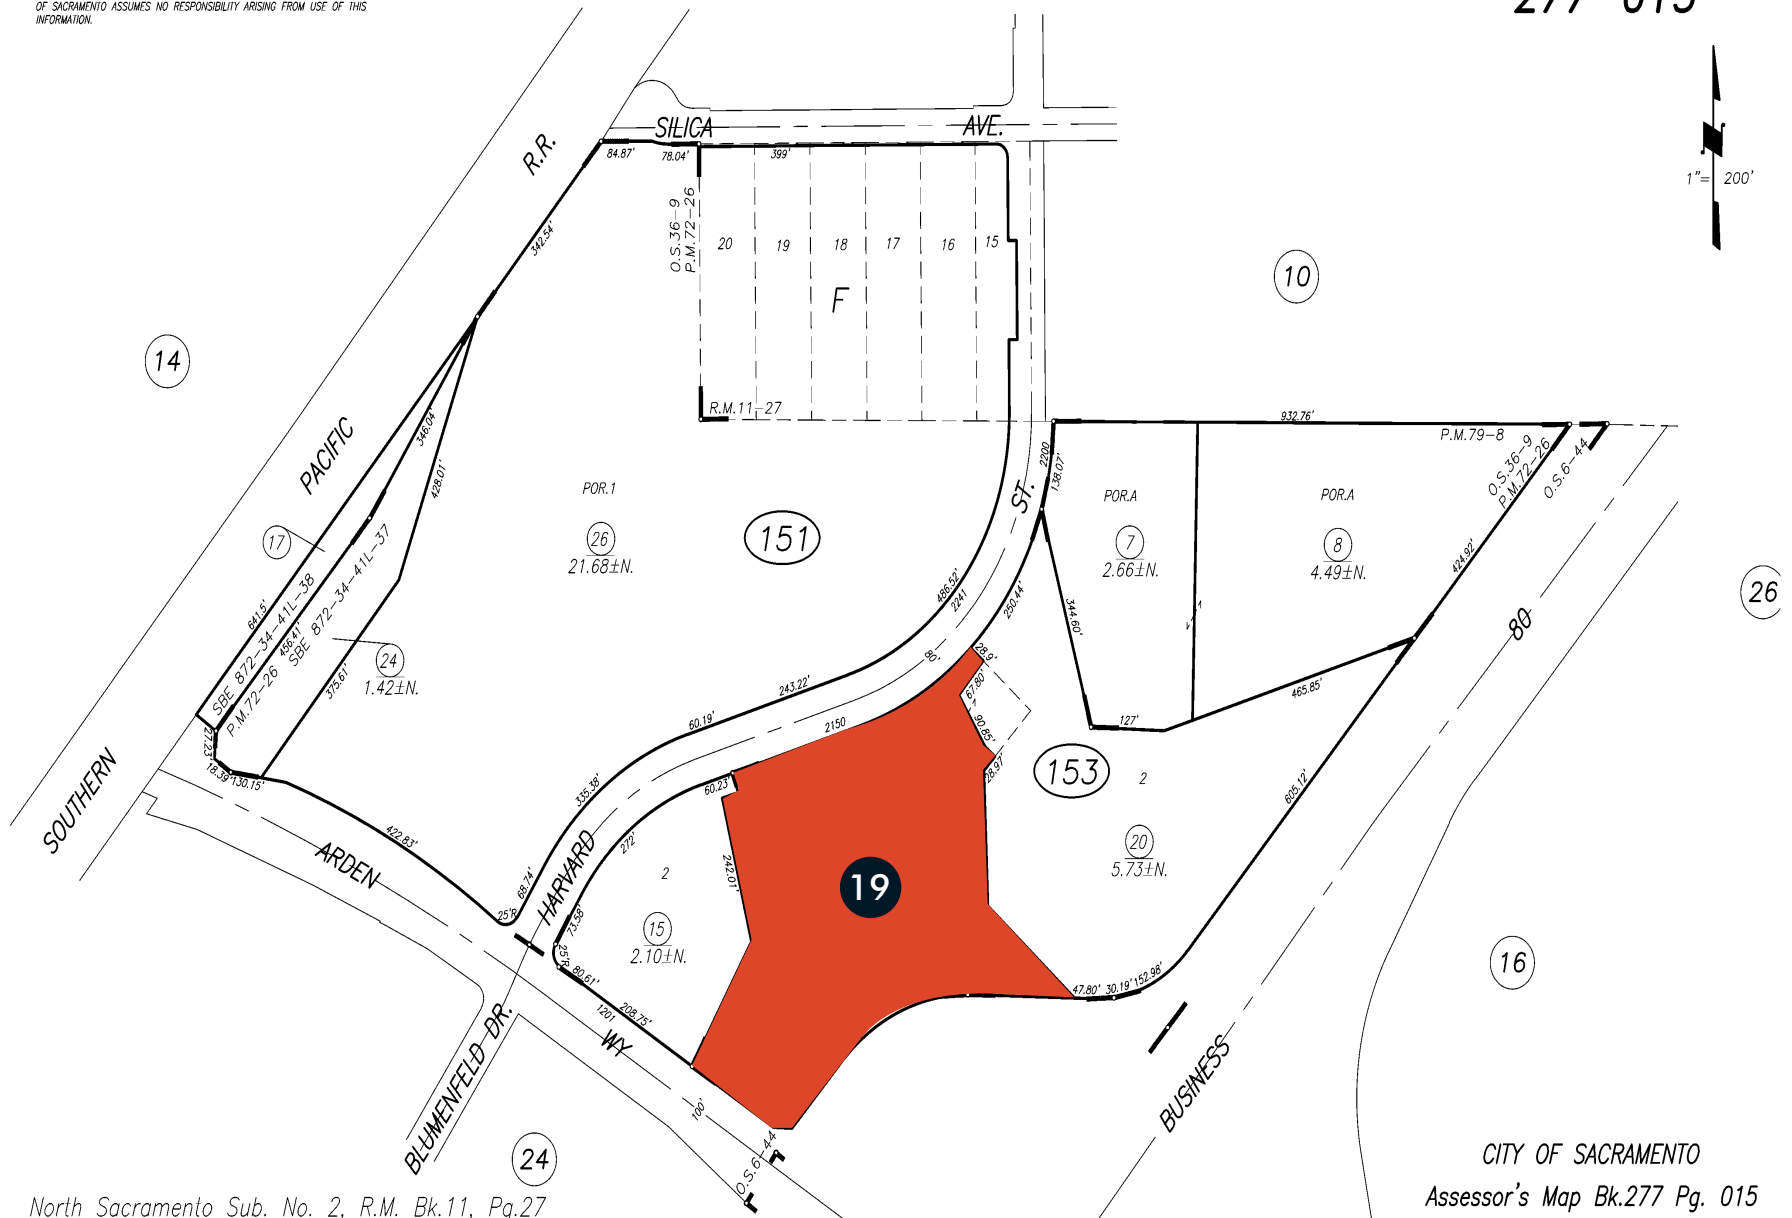 OF SACRAMENTO ASSUMES NO RESPONSIBILITY ARISING FROM USE OF THIS
INFORMATION.
277-015
1"= 200'
SILICA AVE.
84.87'
78.04'
399'
R.R.
342.54'
O.S.36-9
P.M.72-26
20
19
18
17
16
15
F
10
14
R.M.11-27
932.76'
P.M.79-8
O.S.36-9
P.M.72-26
O.S.6-44
PACIFIC
346.04'
428.01'
POR.1
26
21.68±N.
151
2200
138.07'
ST.
POR.A
7
2.66±N.
POR.A
8
4.49±N.
424.92'
26
17
641.5'
SBE 872-34-41L-38
456.41'
SBE 872-34-41L-37
P.M.72-26
375.61'
24
1.42±N.
486.52'
2241
250.44'
344.60'
80
80'
28.9'
67.80'
1
90.85'
28.97'
465.85'
127'
243.22'
60.19'
2150
27.23'
18.39'
130.15'
SOUTHERN
422.83'
335.38'
60.23'
272'
153
2
605.12'
20
5.73±N.
ARDEN
68.74'
HARVARD
25'R
73.58'
25'R
2
242.01'
19
15
2.10±N.
80.61'
1201
208.75'
WY
47.80'
30.19'
152.98'
16
BLUMENFELD DR.
100'
BUSINESS
24
O.S.6-44
CITY OF SACRAMENTO
Assessor's Map Bk.277 Pg. 015
North Sacramento Sub. No. 2, R.M. Bk.11, Pg.27